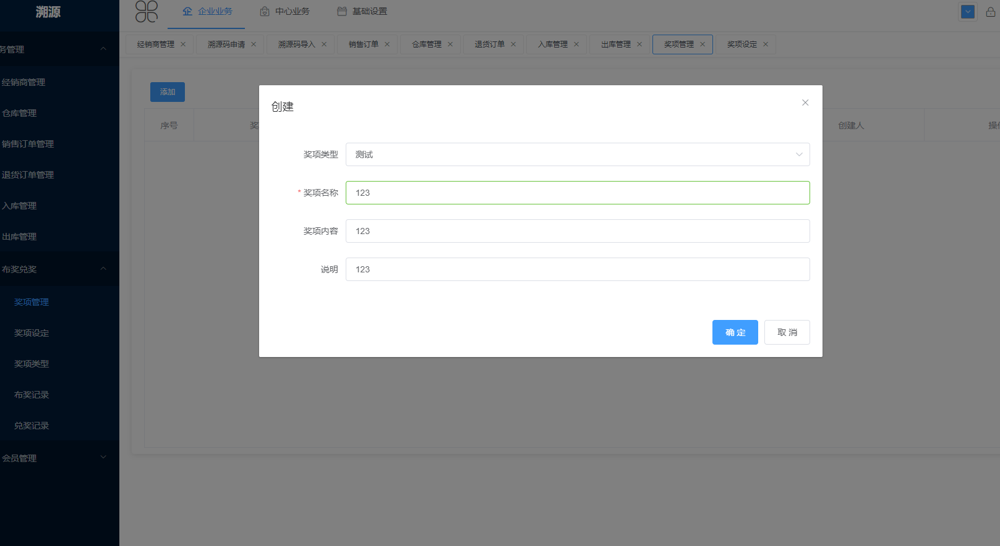 溯源
企业业务
中心业务
基础设置
务管理
经销商管理
溯源码申请
溯源码导入
销售订单
仓库管理
退货订单
入库管理
出库管理
奖项管理
奖项设定
经销商管理
仓库管理
销售订单管理
退货订单管理
入库管理
出库管理
布奖兑奖
奖项管理
奖项设定
奖项类型
布奖记录
兑奖记录
会员管理
添加
序号
奖
创建人
操作
创建
奖项类型
测试
* 奖项名称
123
奖项内容
123
说明
123
确 定
取 消